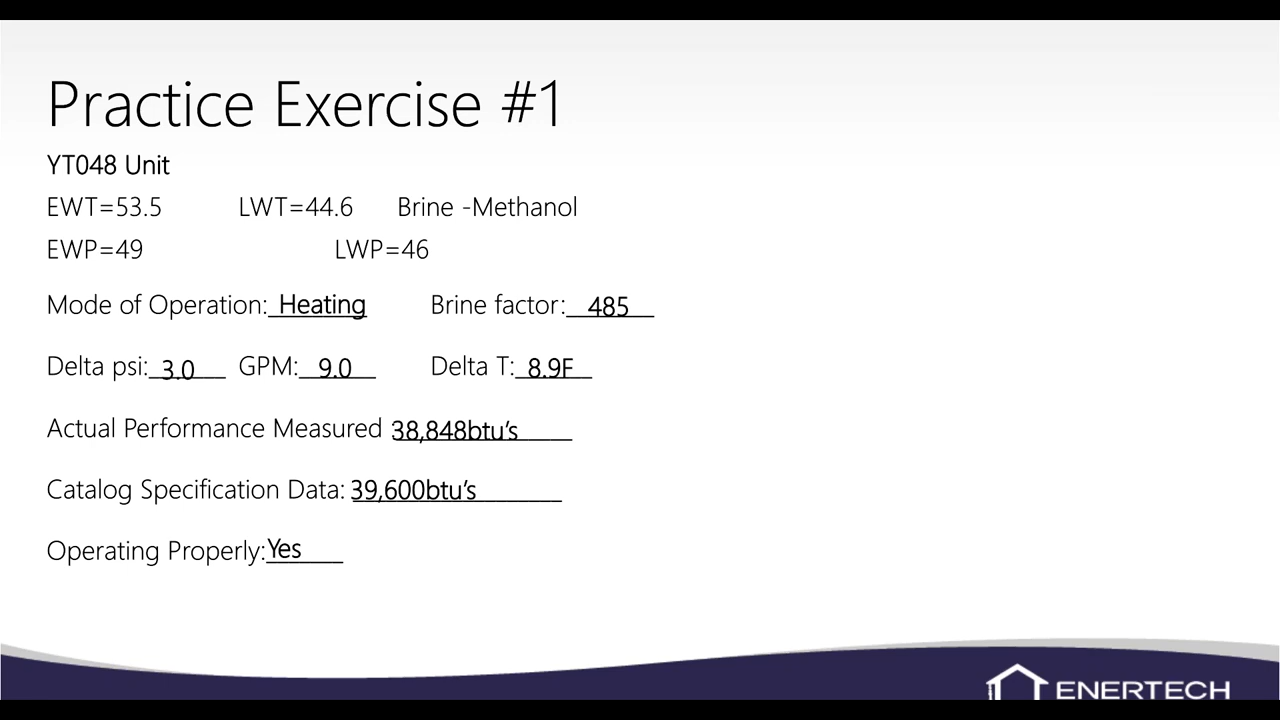 Practice Exercise #1
YT048 Unit
EWT=53.5 LWT=44.6 Brine -Methanol
EWP=49 LWP=46
Mode of Operation: Heating Brine factor: 485
Delta psi: 3.0 GPM: 9.0 Delta T: 8.9F
Actual Performance Measured 38,848btu's
Catalog Specification Data: 39,600btu's
Operating Properly: Yes
ENERTECH